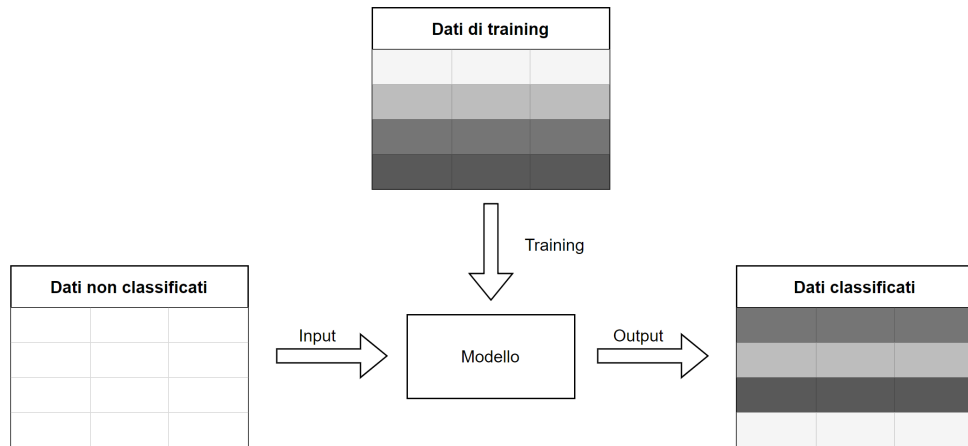 Dati di training
Training
Dati non classificati
Input
Modello
Output
Dati classificati